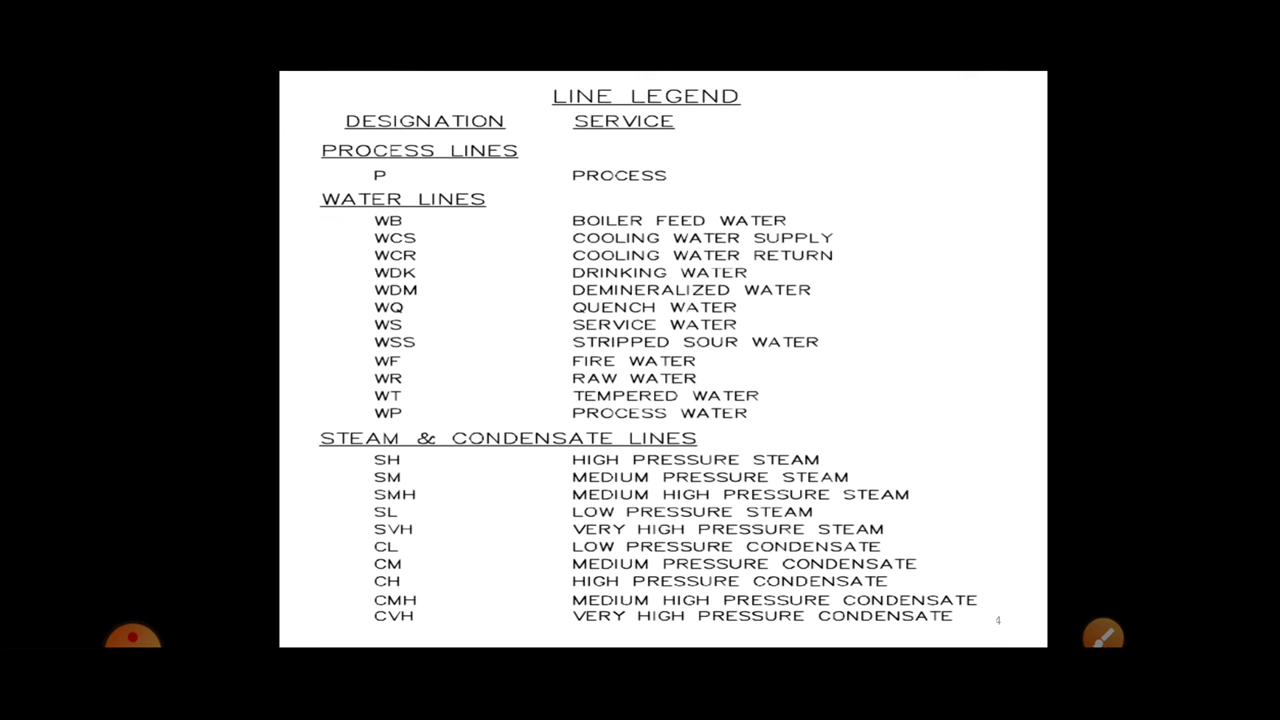 LINE LEGEND
DESIGNATION SERVICE
PROCESS LINES
P PROCESS
WATER LINES
WB BOILER FEED WATER
WCS COOLING WATER SUPPLY
WCR COOLING WATER RETURN
WDK DRINKING WATER
WDM DEMINERALIZED WATER
WQ QUENCH WATER
WS SERVICE WATER
WSS STRIPPED SOUR WATER
WF FIRE WATER
WR RAW WATER
WT TEMPERED WATER
WP PROCESS WATER
STEAM & CONDENSATE LINES
SH HIGH PRESSURE STEAM
SM MEDIUM PRESSURE STEAM
SMH MEDIUM HIGH PRESSURE STEAM
SL LOW PRESSURE STEAM
SVH VERY HIGH PRESSURE STEAM
CL LOW PRESSURE CONDENSATE
CM MEDIUM PRESSURE CONDENSATE
CH HIGH PRESSURE CONDENSATE
CMH MEDIUM HIGH PRESSURE CONDENSATE
CVH VERY HIGH PRESSURE CONDENSATE
4